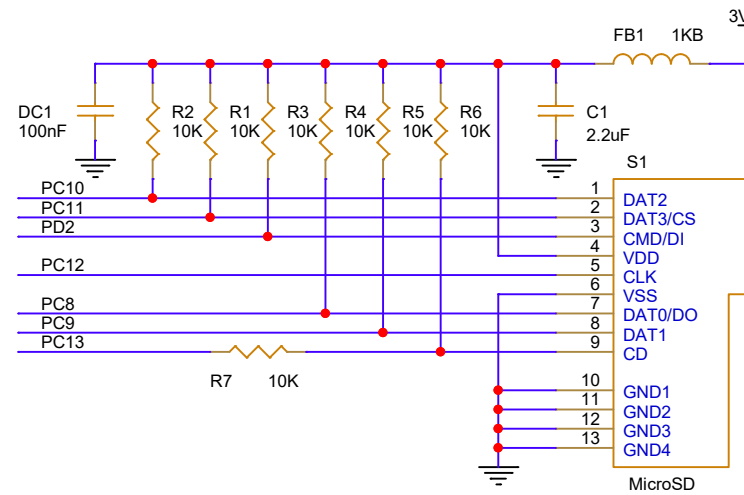 3V
FB1 1KB
DC1 R2 R1 R3 R4 R5 R6 C1
100nF 10K 10K 10K 10K 10K 10K 2.2uF
S1
PC10 1 DAT2
PC11 2 DAT3/CS
PD2 3 CMD/DI
4 VDD
PC12 5 CLK
6 VSS
PC8 7 DAT0/DO
PC9 8 DAT1
PC13 9 CD
R7 10K
10 GND1
11 GND2
12 GND3
13 GND4
MicroSD